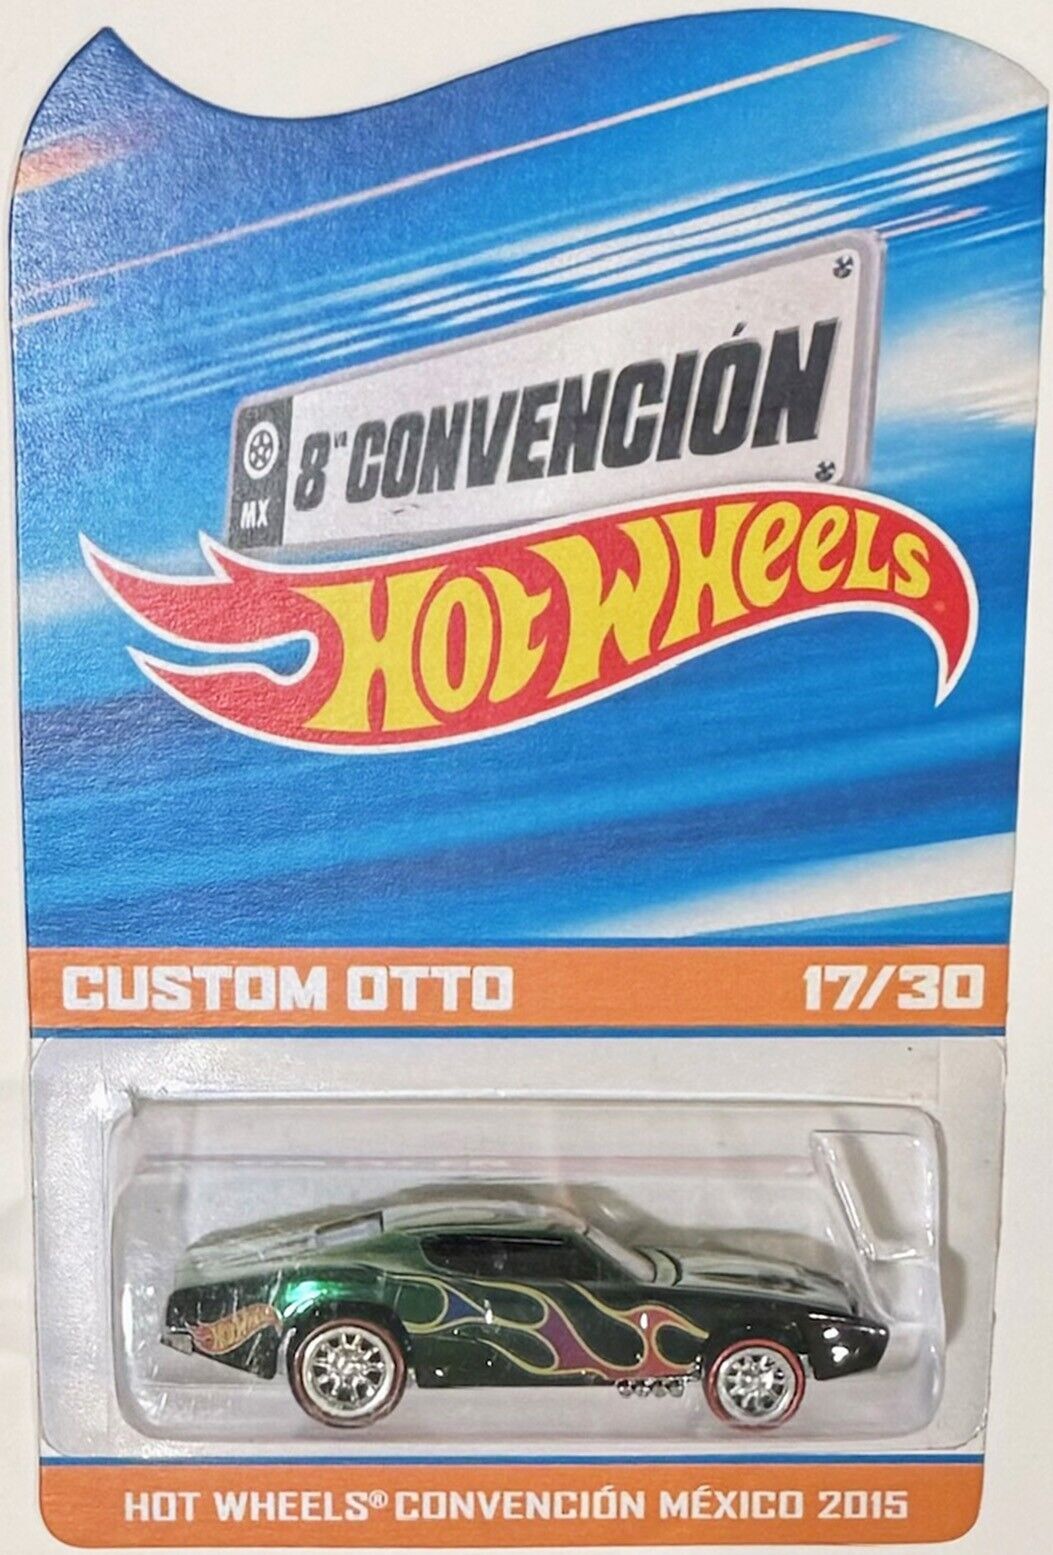 8va CONVENCIÓN
MX
HOT WHEELS
CUSTOM OTTO 17/30
HOT WHEELS
HOT WHEELS® CONVENCIÓN MÉXICO 2015